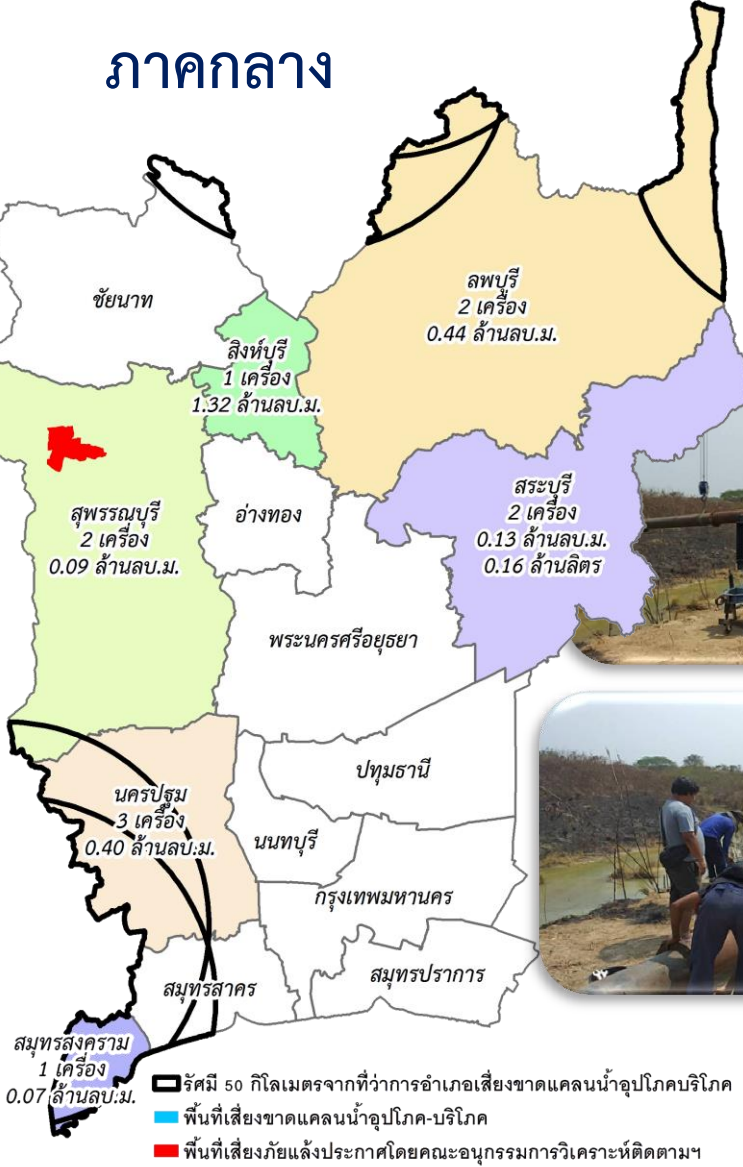 ภาคกลาง
ชัยนาท
ลพบุรี
2 เครื่อง
0.44 ล้านลบ.ม.
สิงห์บุรี
1 เครื่อง
1.32 ล้านลบ.ม.
สุพรรณบุรี
2 เครื่อง
0.09 ล้านลบ.ม.
อ่างทอง
สระบุรี
2 เครื่อง
0.13 ล้านลบ.ม.
0.16 ล้านลิตร
พระนครศรีอยุธยา
ปทุมธานี
นครปฐม
3 เครื่อง
0.40 ล้านลบ.ม.
นนทบุรี
กรุงเทพมหานคร
สมุทรสาคร
สมุทรปราการ
สมุทรสงคราม
1 เครื่อง
0.07 ล้านลบ.ม.
รัศมี 50 กิโลเมตรจากที่ว่าการอำเภอเสี่ยงขาดแคลนน้ำอุปโภคบริโภค
พื้นที่เสี่ยงขาดแคลนน้ำอุปโภค-บริโภค
พื้นที่เสี่ยงภัยแล้งประกาศโดยคณะอนุกรรมการวิเคราะห์ติดตามฯ